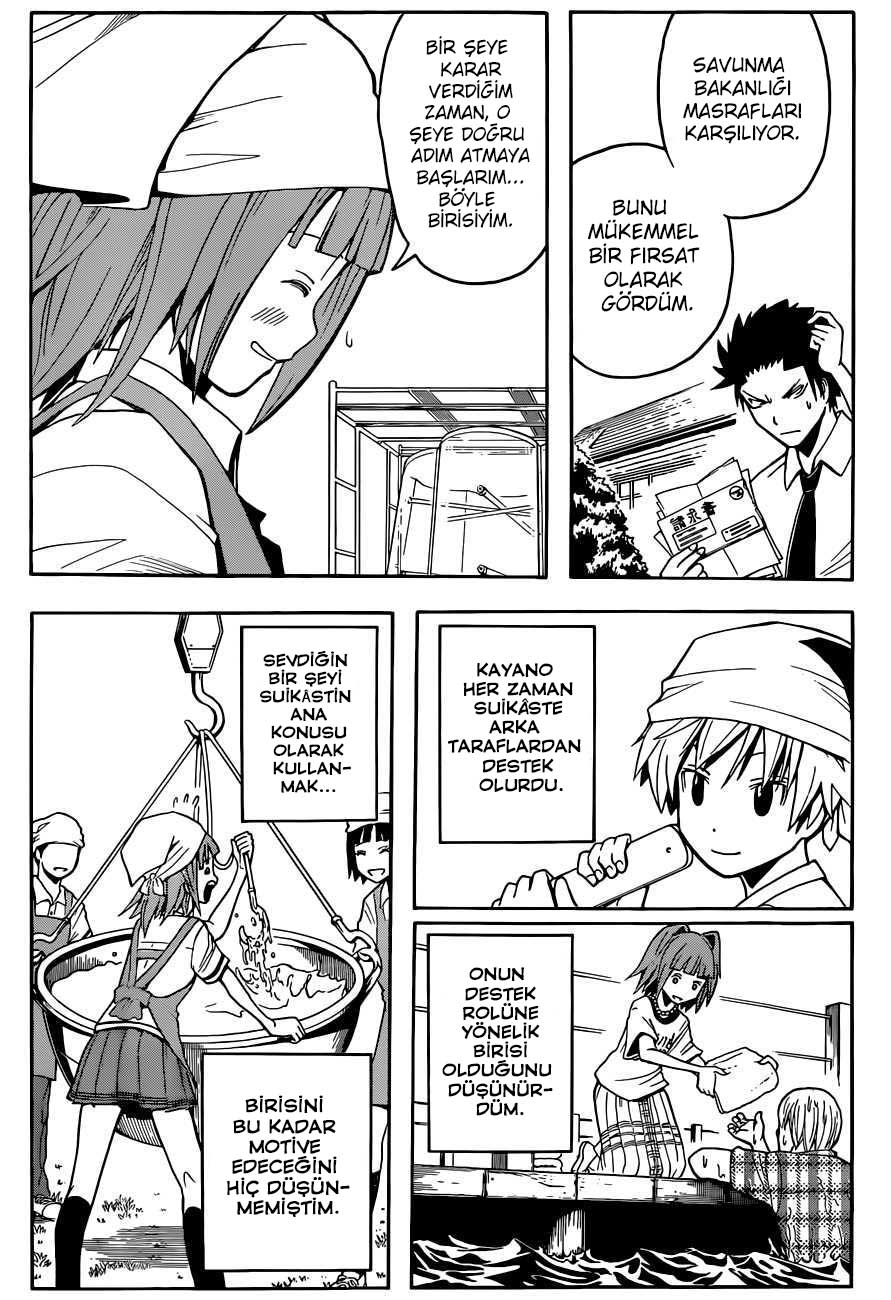 SAVUNMA
BAKANLIĞI
MASRAFLARI
KARŞILIYOR.
BUNU
MÜKEMMEL
BİR FIRSAT
OLARAK
GÖRDÜM.
請求書
BİR ŞEYE
KARAR
VERDİĞİM
ZAMAN, O
ŞEYE DOĞRU
ADIM ATMAYA
BAŞLARIM...
BÖYLE
BİRİSİYİM.
KAYANO
HER ZAMAN
SUİKÂSTE
ARKA
TARAFLARDAN
DESTEK
OLURDU.
ONUN
DESTEK
ROLÜNE
YÖNELİK
BİRİSİ
OLDUĞUNU
DÜŞÜNÜR-
DÜM.
SEVDİĞİN
BİR ŞEYİ
SUİKÂSTİN
ANA
KONUSU
OLARAK
KULLAN-
MAK...
BİRİSİNİ
BU KADAR
MOTİVE
EDECEĞİNİ
HİÇ DÜŞÜN-
MEMİŞTİM.